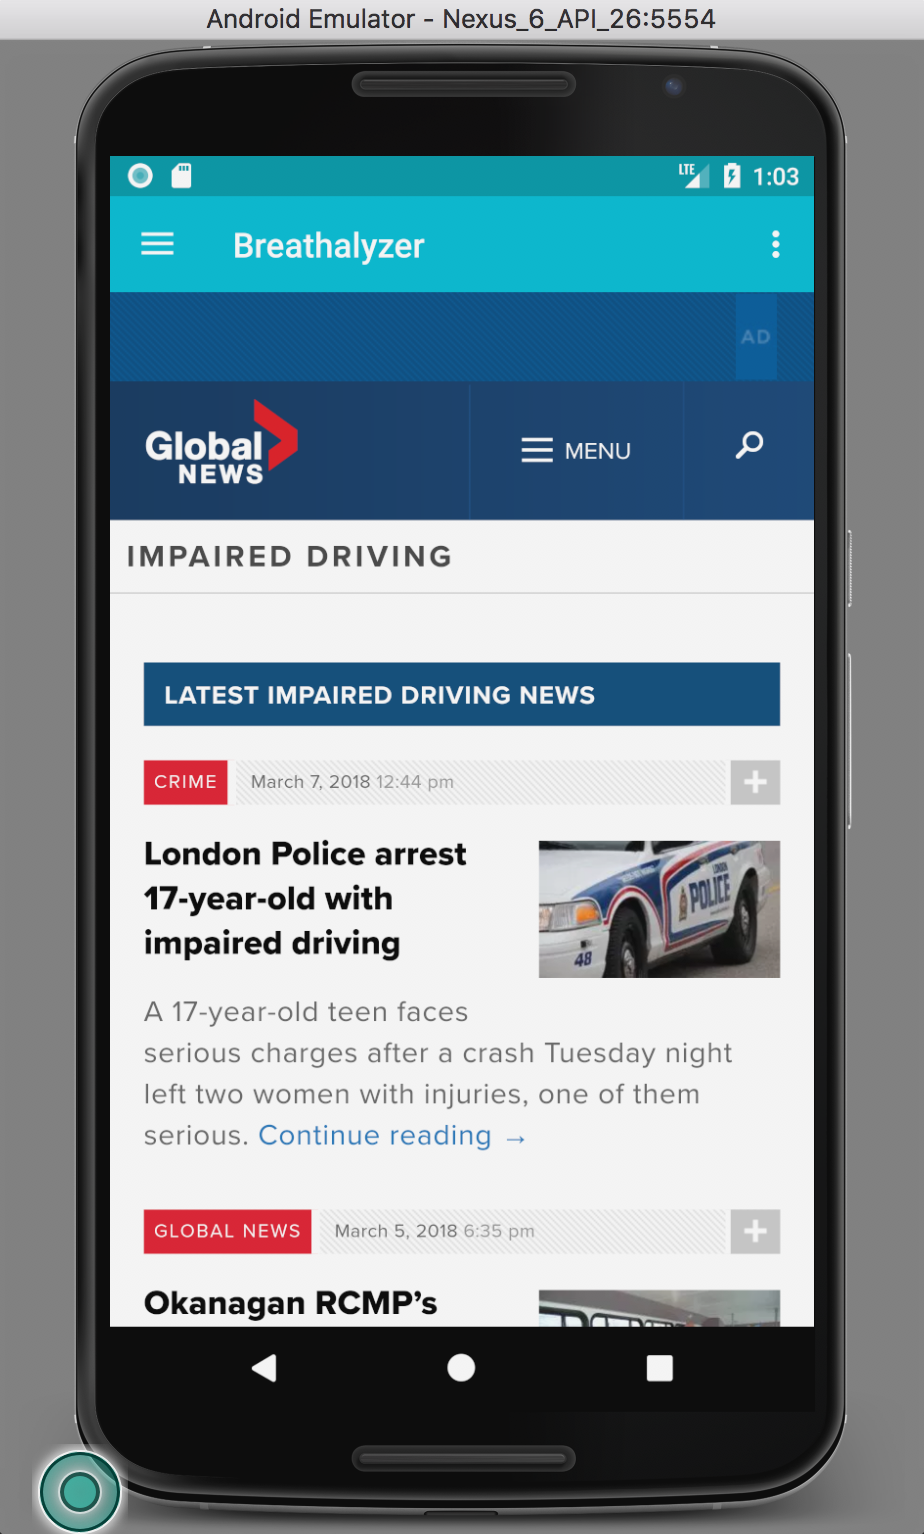 Android Emulator - Nexus_6_API_26:5554
LTE 1:03
Breathalyzer
AD
Global
NEWS
MENU
IMPAIRED DRIVING
LATEST IMPAIRED DRIVING NEWS
CRIME March 7, 2018 12:44 pm
London Police arrest
17-year-old with
impaired driving
LONDON
POLICE
48
A 17-year-old teen faces
serious charges after a crash Tuesday night
left two women with injuries, one of them
serious. Continue reading →
GLOBAL NEWS March 5, 2018 6:35 pm
Okanagan RCMP’s